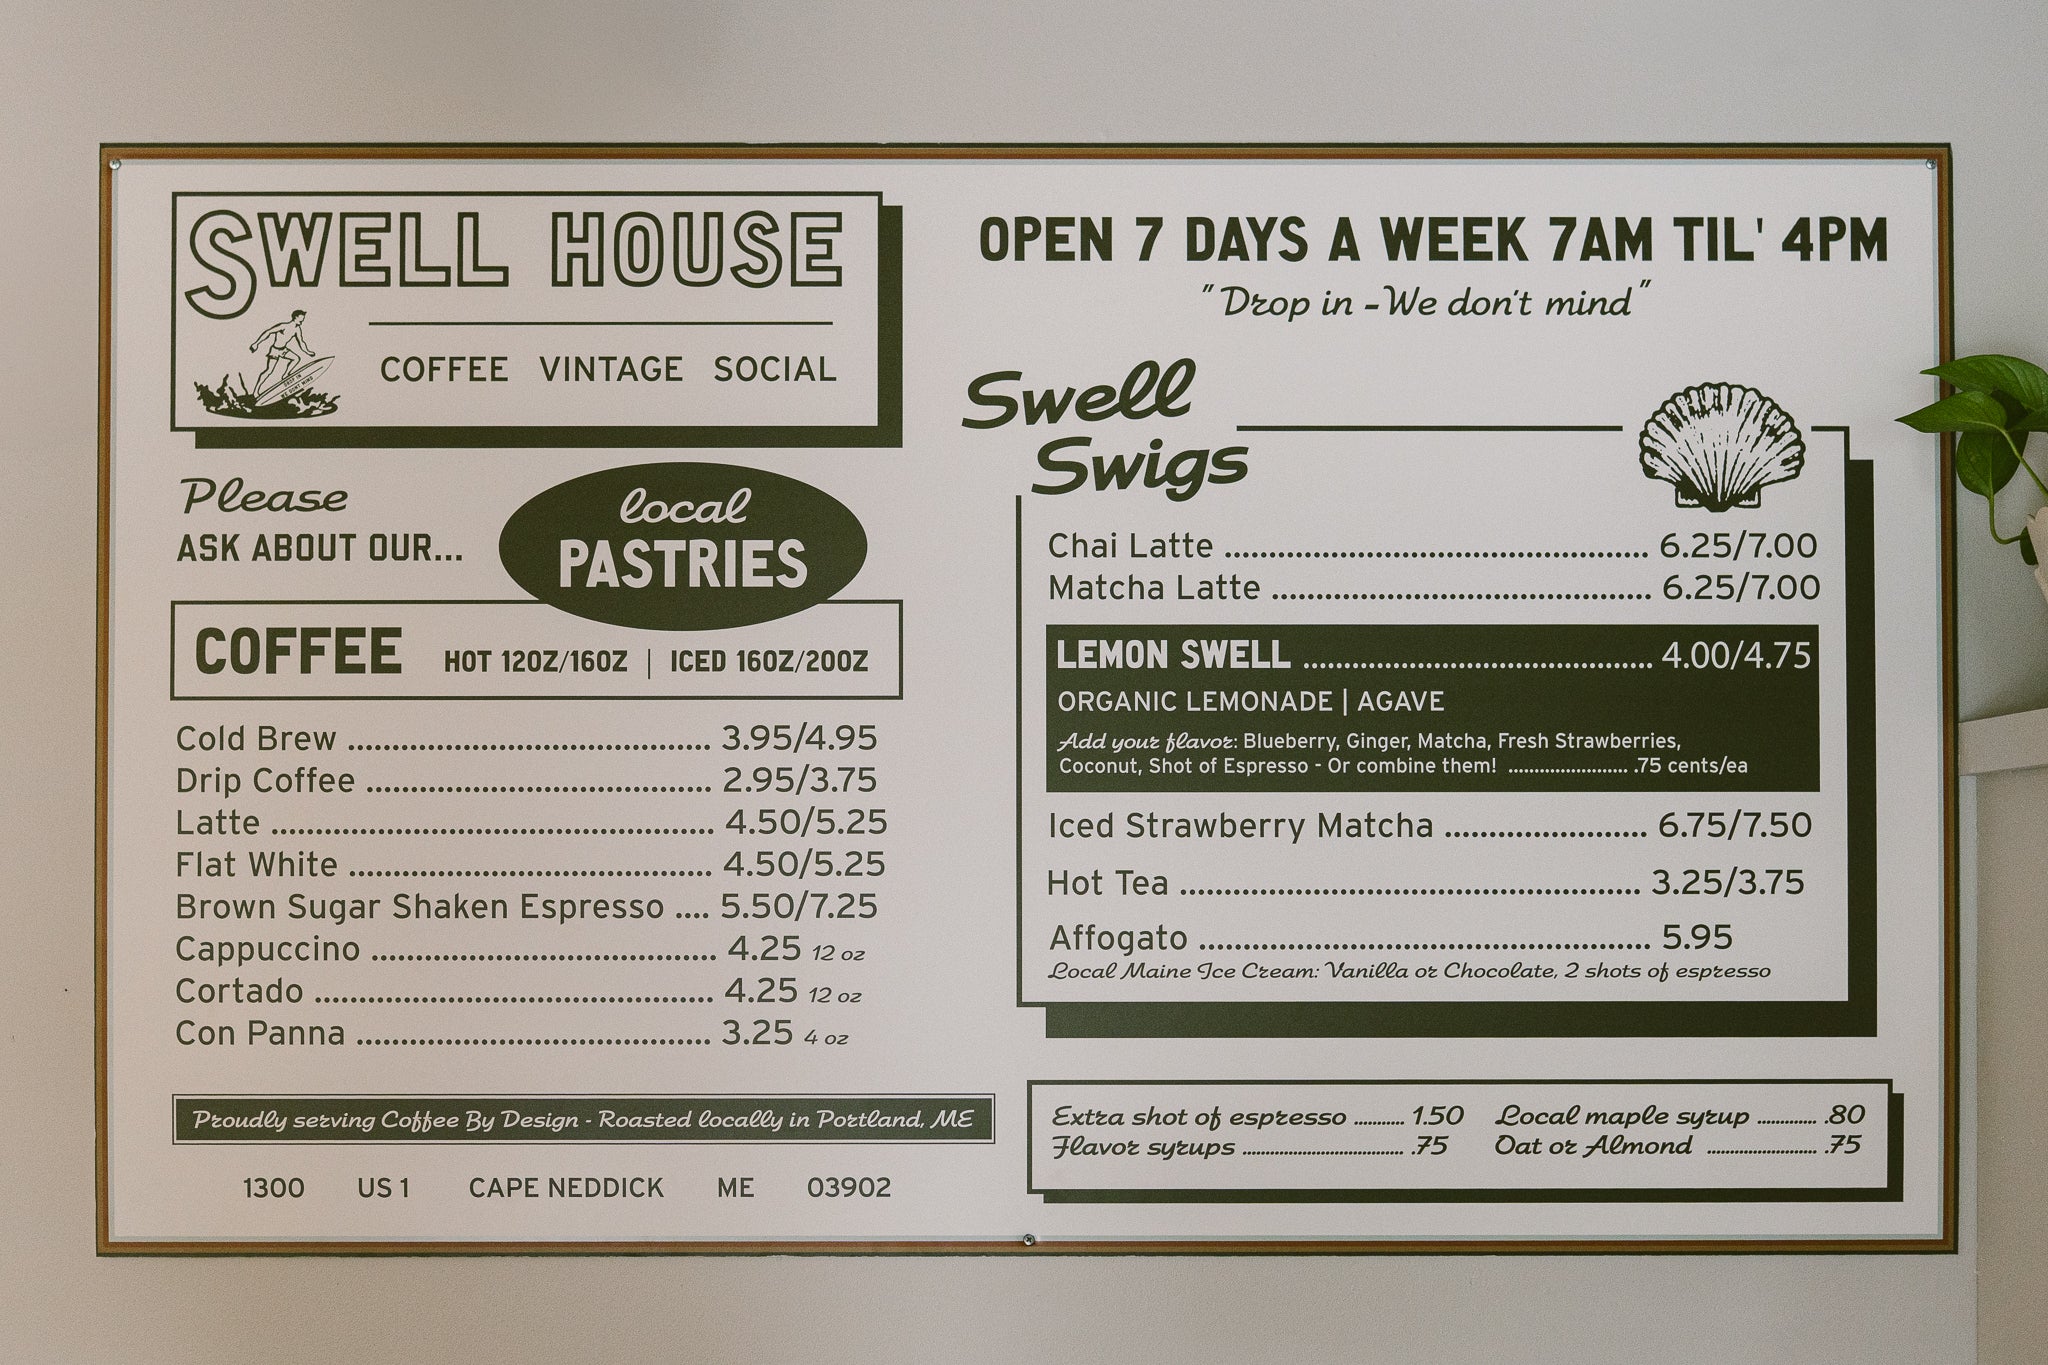 SWELL HOUSE
COFFEE VINTAGE SOCIAL
DROP IN
WE DON'T MIND
Please
ASK ABOUT OUR...
local
PASTRIES
COFFEE HOT 12OZ/16OZ | ICED 16OZ/20OZ
Cold Brew ................................. 3.95/4.95
Drip Coffee ............................... 2.95/3.75
Latte ........................................ 4.50/5.25
Flat White ................................. 4.50/5.25
Brown Sugar Shaken Espresso .... 5.50/7.25
Cappuccino ............................... 4.25 12 oz
Cortado .................................... 4.25 12 oz
Con Panna ................................ 3.25 4 oz
Proudly serving Coffee By Design - Roasted locally in Portland, ME
1300 US 1 CAPE NEDDICK ME 03902
OPEN 7 DAYS A WEEK 7AM TIL' 4PM
"Drop in -We don't mind"
Swell
Swigs
Chai Latte ...................................... 6.25/7.00
Matcha Latte .................................. 6.25/7.00
LEMON SWELL ....................................... 4.00/4.75
ORGANIC LEMONADE | AGAVE
Add your flavor: Blueberry, Ginger, Matcha, Fresh Strawberries,
Coconut, Shot of Espresso - Or combine them! ........................ .75 cents/ea
Iced Strawberry Matcha .................. 6.75/7.50
Hot Tea ......................................... 3.25/3.75
Affogato ........................................ 5.95
Local Maine Ice Cream: Vanilla or Chocolate, 2 shots of espresso
Extra shot of espresso ........... 1.50
Flavor syrups ................................... .75
Local maple syrup ............. .80
Oat or Almond ........................ .75